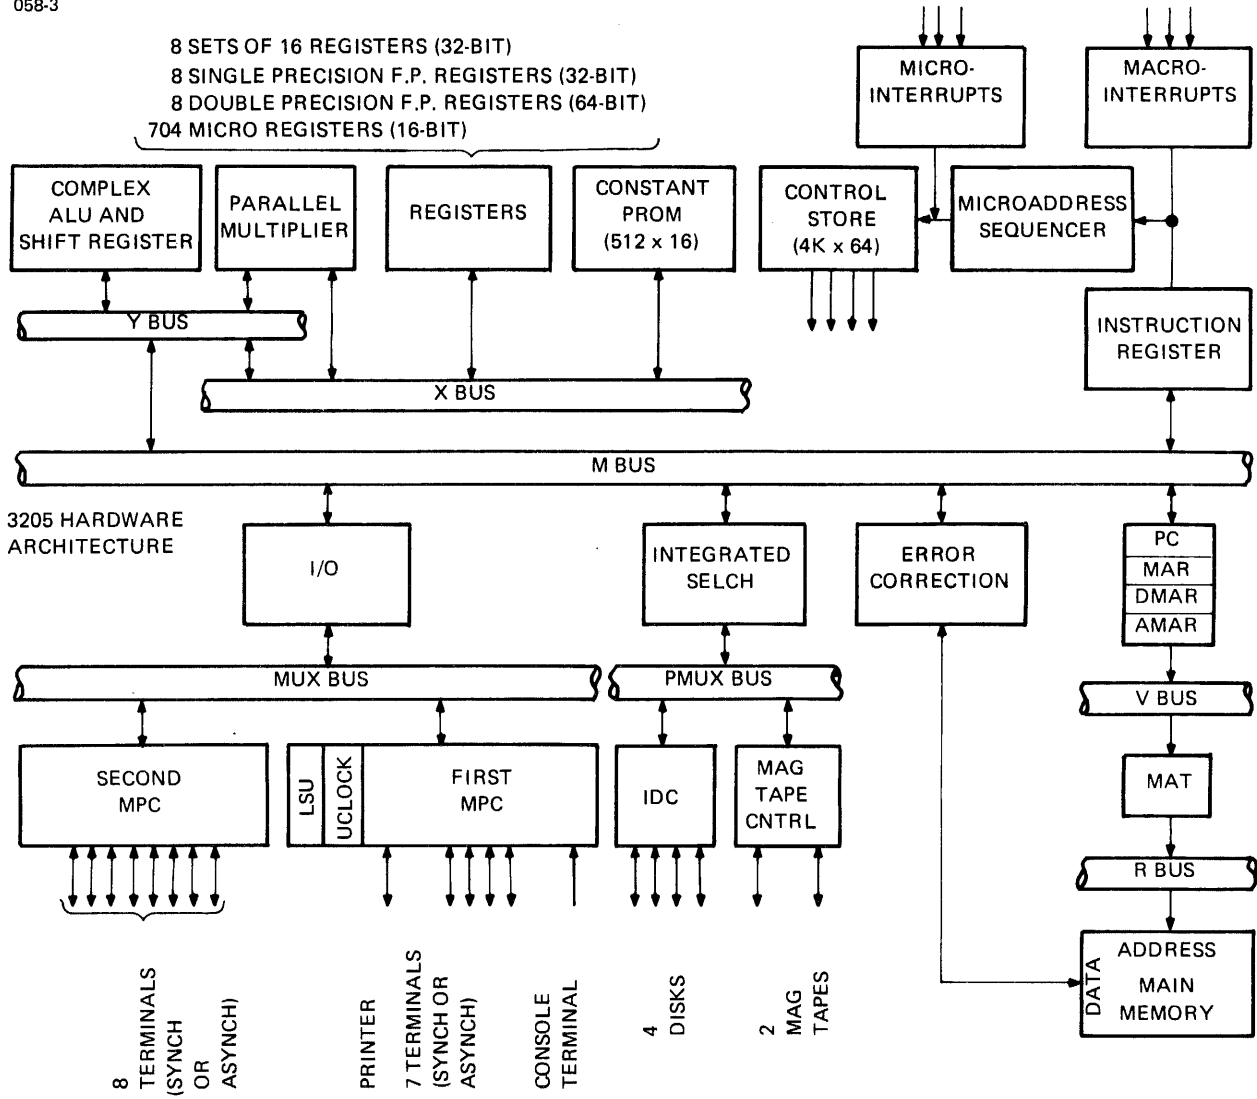 058-3
8 SETS OF 16 REGISTERS (32-BIT)
8 SINGLE PRECISION F.P. REGISTERS (32-BIT)
8 DOUBLE PRECISION F.P. REGISTERS (64-BIT)
704 MICRO REGISTERS (16-BIT)
MICRO-
INTERRUPTS
MACRO-
INTERRUPTS
COMPLEX
ALU AND
SHIFT REGISTER
PARALLEL
MULTIPLIER
REGISTERS
CONSTANT
PROM
(512 x 16)
CONTROL
STORE
(4K x 64)
MICROADDRESS
SEQUENCER
INSTRUCTION
REGISTER
Y BUS
X BUS
M BUS
3205 HARDWARE
ARCHITECTURE
I/O
INTEGRATED
SELCH
ERROR
CORRECTION
PC
MAR
DMAR
AMAR
MUX BUS
PMUX BUS
V BUS
SECOND
MPC
LSU
UCLOCK
FIRST
MPC
IDC
MAG
TAPE
CNTRL
MAT
R BUS
8
TERMINALS
(SYNCH
OR
ASYNCH)
PRINTER
7 TERMINALS
(SYNCH OR
ASYNCH)
CONSOLE
TERMINAL
4
DISKS
2
MAG
TAPES
DATA
ADDRESS
MAIN
MEMORY